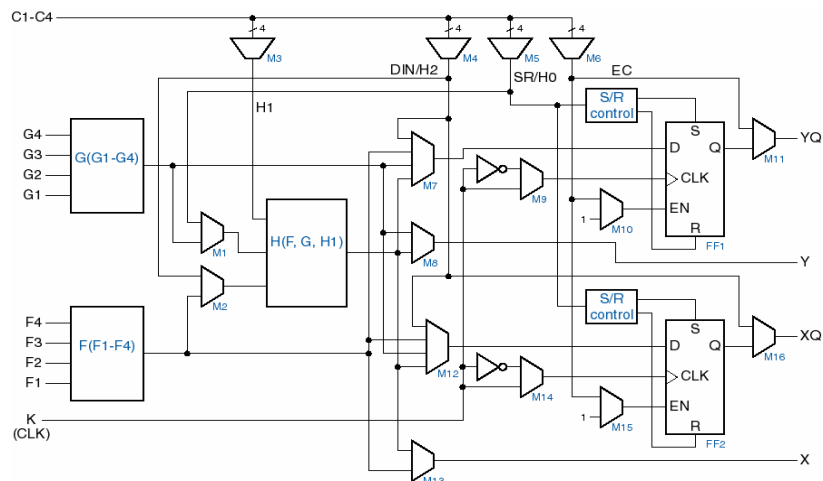 C1-C4
4
4
4
4
M3
M4
M5
M6
DIN/H2
SR/H0
EC
H1
S/R
control
G4
G3
G2
G1
G(G1-G4)
S
D
Q
CLK
EN
R
FF1
M7
M9
M10
1
M11
YQ
M1
H(F, G, H1)
M8
Y
M2
S/R
control
F4
F3
F2
F1
F(F1-F4)
S
D
Q
CLK
EN
R
FF2
M12
M14
M15
1
M16
XQ
K
(CLK)
M13
X